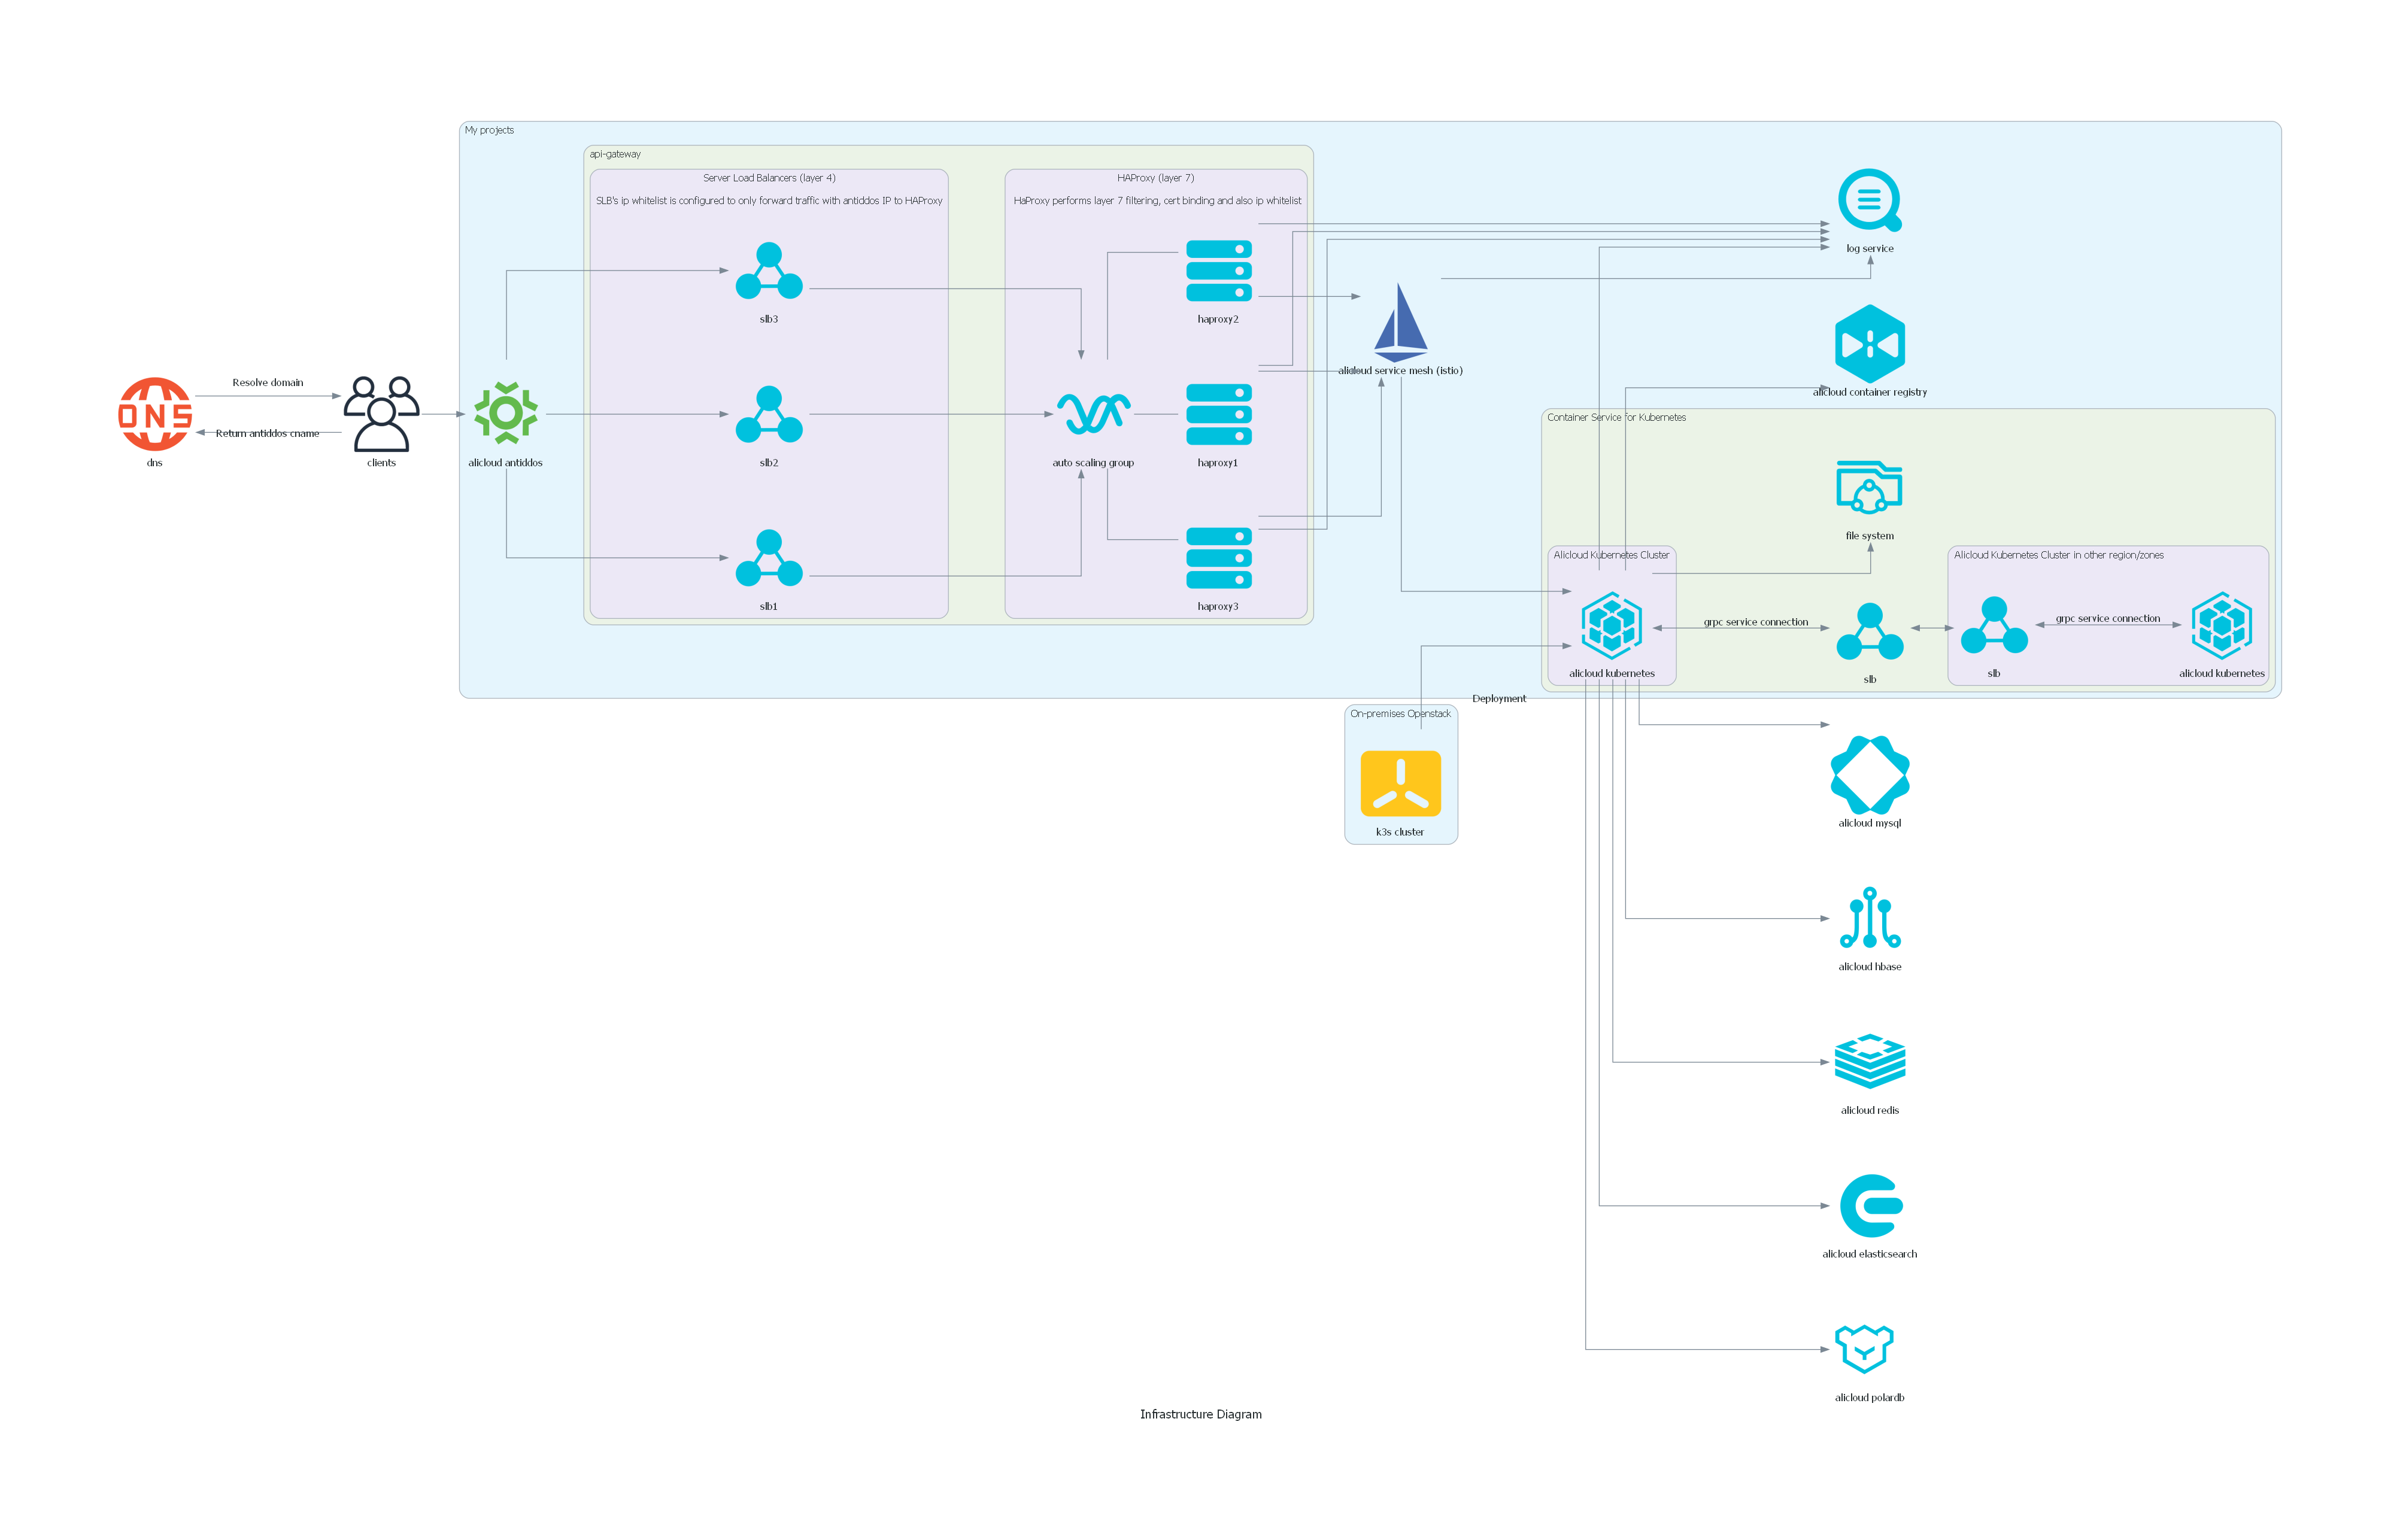 My projects
api-gateway
Server Load Balancers (layer 4)
SLB's ip whitelist is configured to only forward traffic with antiddos IP to HAProxy
HAProxy (layer 7)
HaProxy performs layer 7 filtering, cert binding and also ip whitelist
slb3
haproxy2
log service
alicloud service mesh (istio)
alicloud container registry
Resolve domain
Return antiddos cname
DNS
dns
clients
alicloud antiddos
slb2
auto scaling group
haproxy1
Container Service for Kubernetes
file system
Alicloud Kubernetes Cluster
Alicloud Kubernetes Cluster in other region/zones
slb1
haproxy3
grpc service connection
grpc service connection
alicloud kubernetes
slb
slb
alicloud kubernetes
Deployment
On-premises Openstack
k3s cluster
alicloud mysql
alicloud hbase
alicloud redis
alicloud elasticsearch
alicloud polardb
Infrastructure Diagram